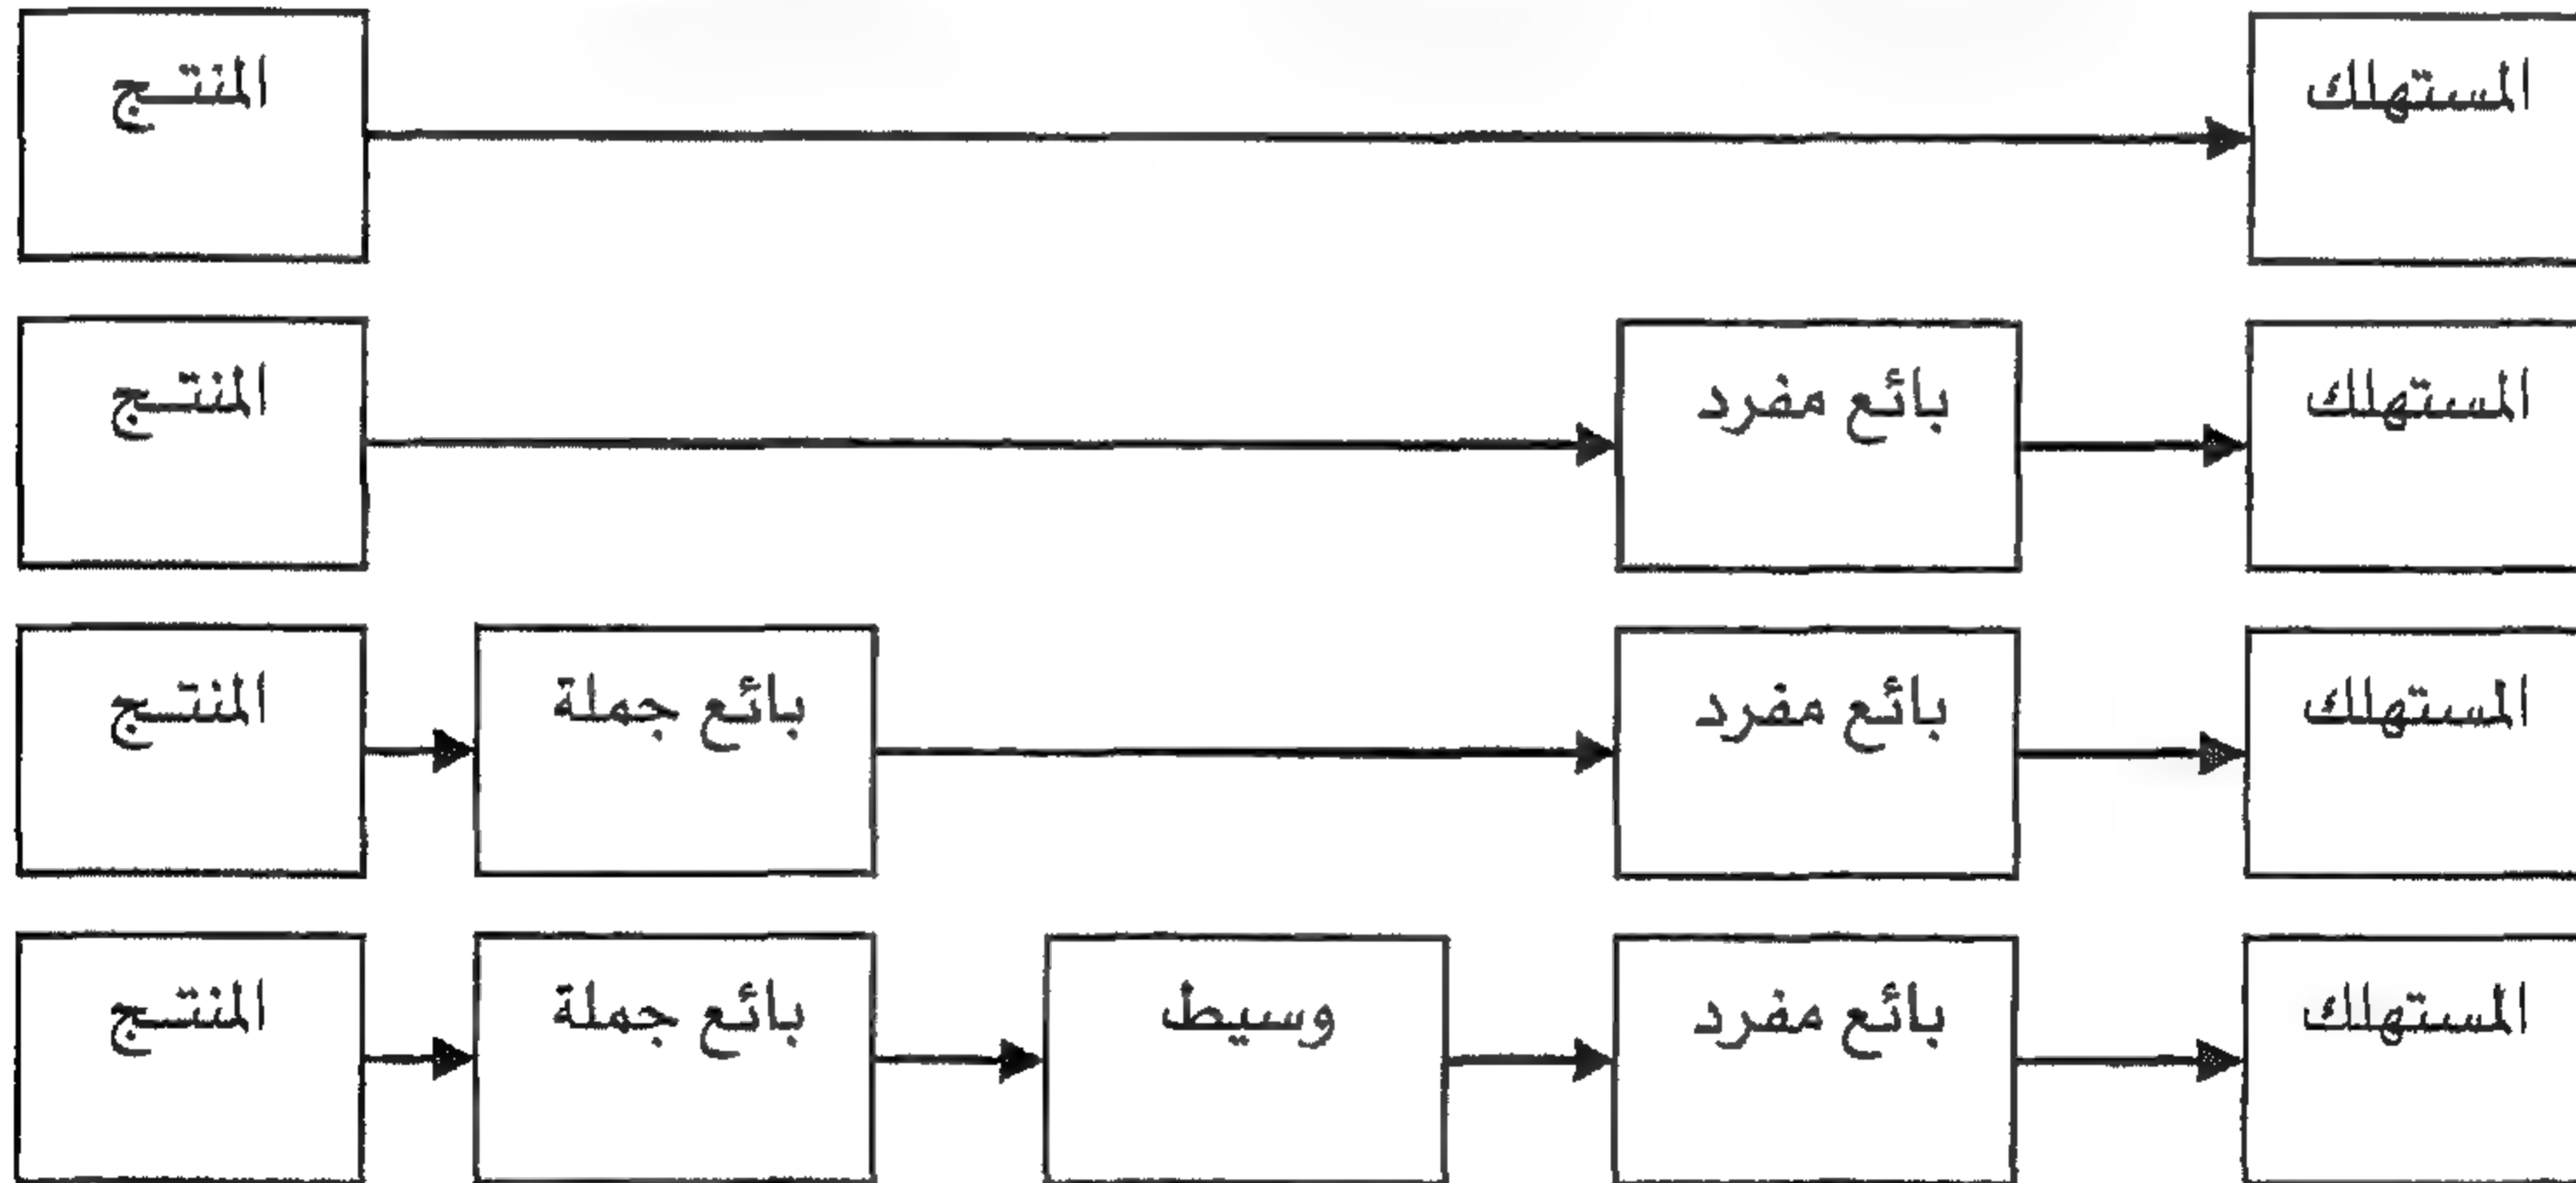 المنتج
المستهلك
المنتج
بائع مفرد
المستهلك
المنتج
بائع جملة
بائع مفرد
المستهلك
المنتج
بائع جملة
وسيط
بائع مفرد
المستهلك